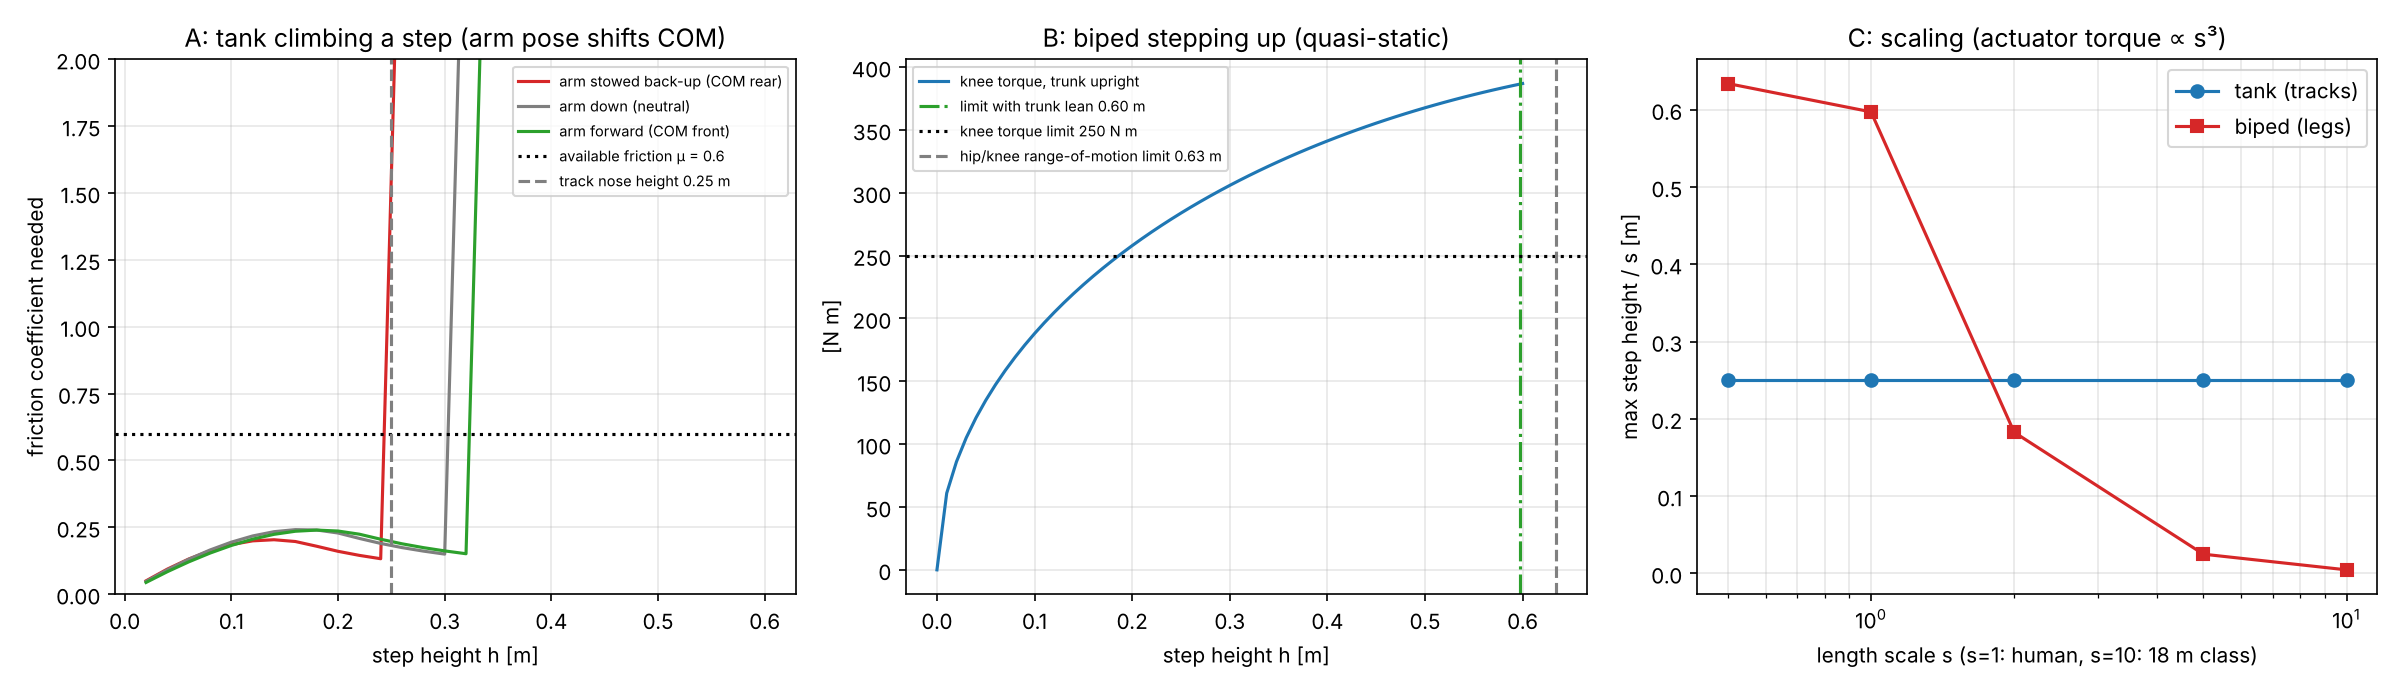 A: tank climbing a step (arm pose shifts COM)
friction coefficient needed
2.00
1.75
1.50
1.25
1.00
0.75
0.50
0.25
0.00
arm stowed back-up (COM rear)
arm down (neutral)
arm forward (COM front)
available friction μ = 0.6
track nose height 0.25 m
0.0 0.1 0.2 0.3 0.4 0.5 0.6
step height h [m]
B: biped stepping up (quasi-static)
[N m]
400
350
300
250
200
150
100
50
0
knee torque, trunk upright
limit with trunk lean 0.60 m
knee torque limit 250 N m
hip/knee range-of-motion limit 0.63 m
0.0 0.1 0.2 0.3 0.4 0.5 0.6
step height h [m]
C: scaling (actuator torque ∝ s³)
max step height / s [m]
0.6
0.5
0.4
0.3
0.2
0.1
0.0
tank (tracks)
biped (legs)
10⁰ 10¹
length scale s (s=1: human, s=10: 18 m class)